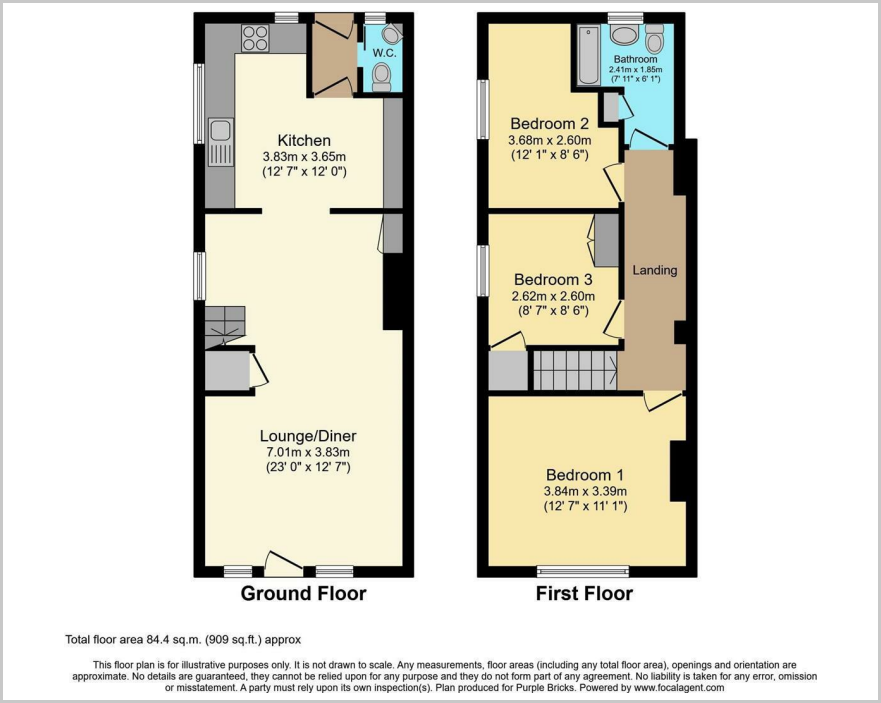 W.C.
Kitchen
3.83m x 3.65m
(12' 7" x 12' 0")
Lounge/Diner
7.01m x 3.83m
(23' 0" x 12' 7")
Ground Floor
Bathroom
2.41m x 1.85m
(7' 11" x 6' 1")
Bedroom 2
3.68m x 2.60m
(12' 1" x 8' 6")
Landing
Bedroom 3
2.62m x 2.60m
(8' 7" x 8' 6")
Bedroom 1
3.84m x 3.39m
(12' 7" x 11' 1")
First Floor
Total floor area 84.4 sq.m. (909 sq.ft.) approx
This floor plan is for illustrative purposes only. It is not drawn to scale. Any measurements, floor areas (including any total floor area), openings and orientation are
approximate. No details are guaranteed, they cannot be relied upon for any purpose and they do not form part of any agreement. No liability is taken for any error, omission
or misstatement. A party must rely upon its own inspection(s). Plan produced for Purple Bricks. Powered by www.focalagent.com